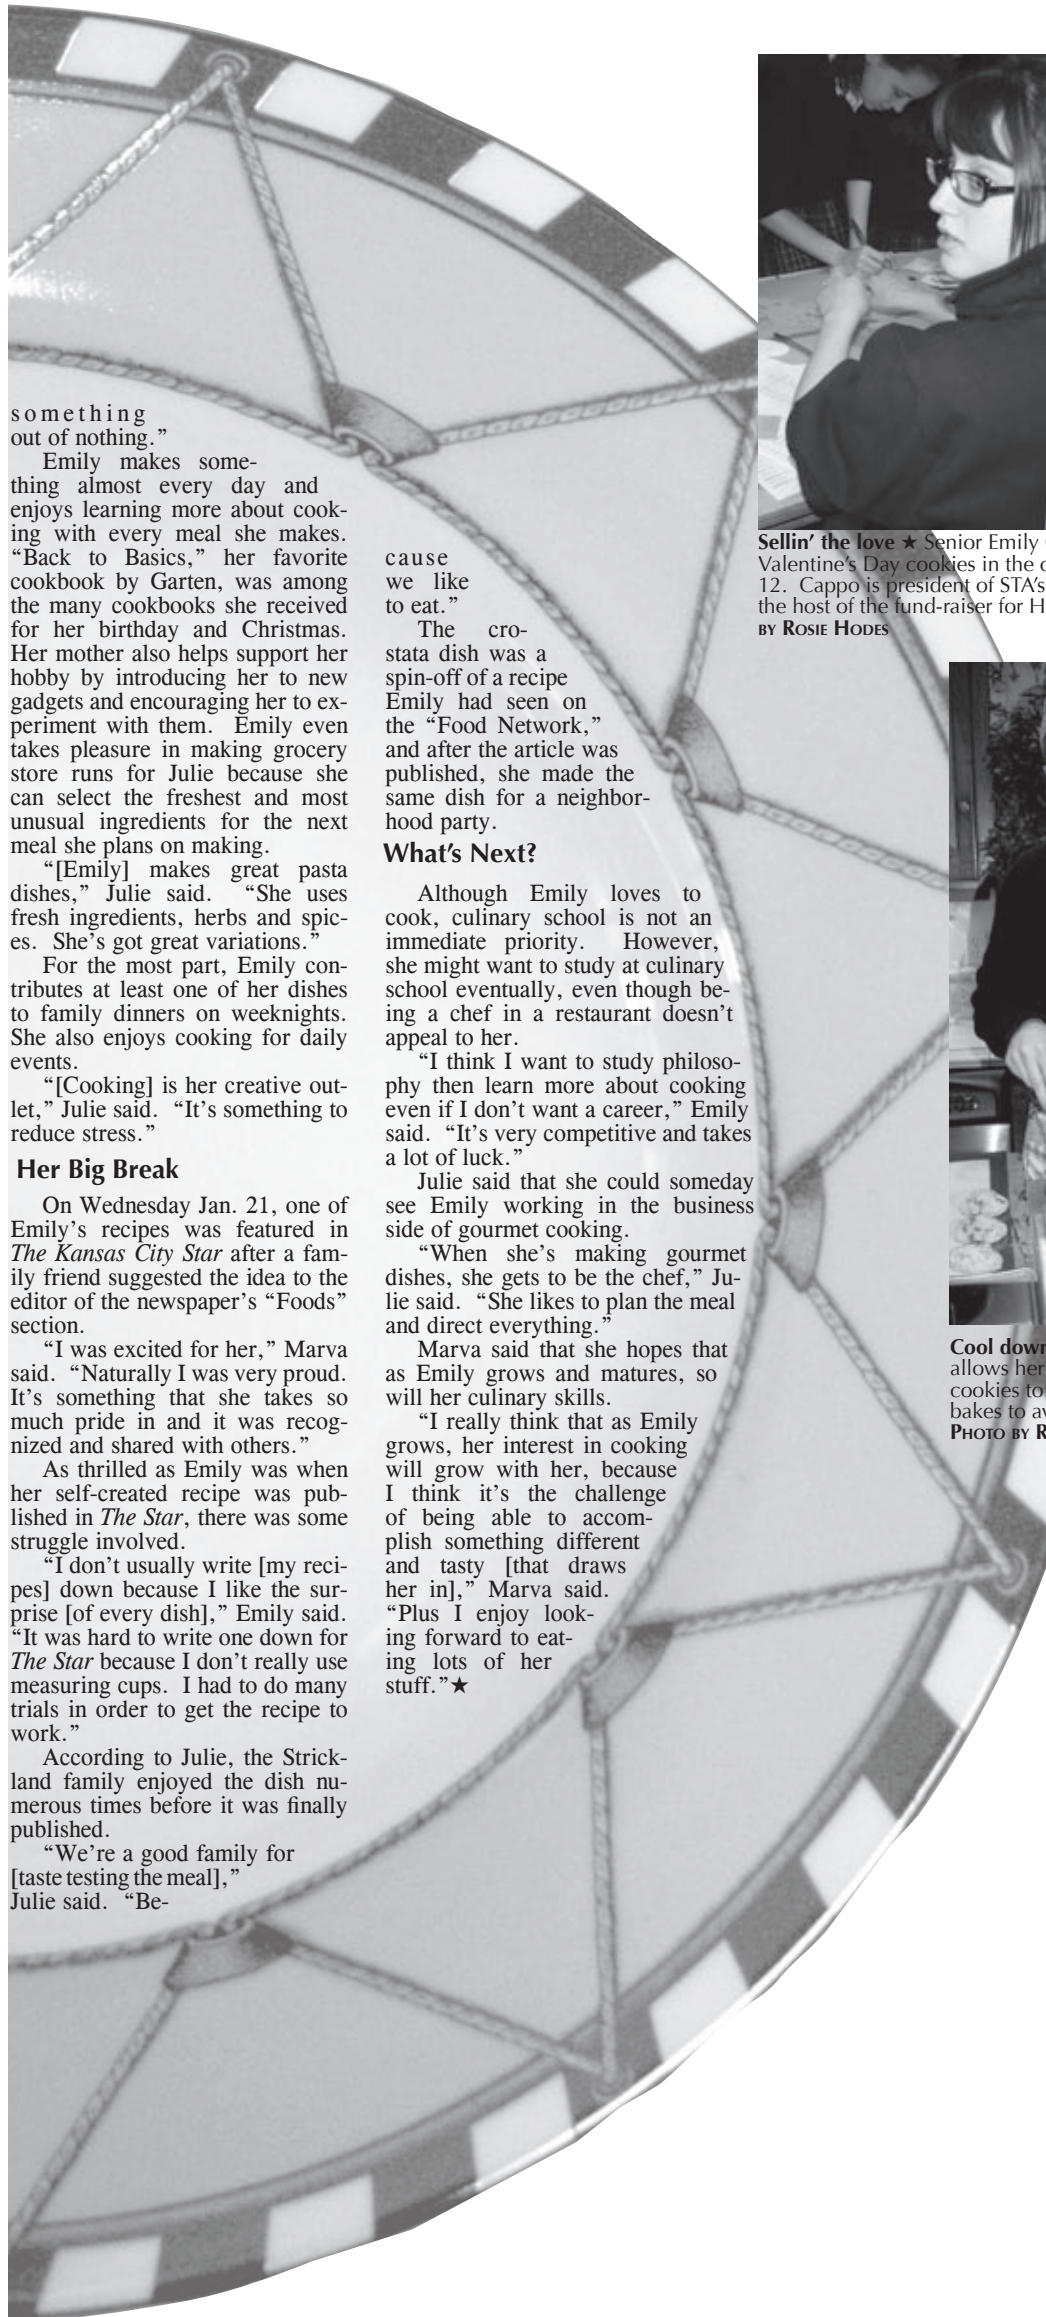 something
out of nothing.”
Emily makes some-
thing almost every day and
enjoys learning more about cook-
ing with every meal she makes.
“Back to Basics,” her favorite
cookbook by Garten, was among
the many cookbooks she received
for her birthday and Christmas.
Her mother also helps support her
hobby by introducing her to new
gadgets and encouraging her to ex-
periment with them. Emily even
takes pleasure in making grocery
store runs for Julie because she
can select the freshest and most
unusual ingredients for the next
meal she plans on making.
“[Emily] makes great pasta
dishes,” Julie said. “She uses
fresh ingredients, herbs and spic-
es. She’s got great variations.”
For the most part, Emily con-
tributes at least one of her dishes
to family dinners on weeknights.
She also enjoys cooking for daily
events.
“[Cooking] is her creative out-
let,” Julie said. “It’s something to
reduce stress.”
Her Big Break
On Wednesday Jan. 21, one of
Emily’s recipes was featured in
The Kansas City Star after a fam-
ily friend suggested the idea to the
editor of the newspaper’s “Foods”
section.
“I was excited for her,” Marva
said. “Naturally I was very proud.
It’s something that she takes so
much pride in and it was recog-
nized and shared with others.”
As thrilled as Emily was when
her self-created recipe was pub-
lished in The Star, there was some
struggle involved.
“I don’t usually write [my reci-
pes] down because I like the sur-
prise [of every dish],” Emily said.
“It was hard to write one down for
The Star because I don’t really use
measuring cups. I had to do many
trials in order to get the recipe to
work.”
According to Julie, the Strick-
land family enjoyed the dish nu-
merous times before it was finally
published.
“We’re a good family for
[taste testing the meal],”
Julie said. “Be-
cause
we like
to eat.”
The cro-
stata dish was a
spin-off of a recipe
Emily had seen on
the “Food Network,”
and after the article was
published, she made the
same dish for a neighbor-
hood party.
What’s Next?
Although Emily loves to
cook, culinary school is not an
immediate priority. However,
she might want to study at culinary
school eventually, even though be-
ing a chef in a restaurant doesn’t
appeal to her.
“I think I want to study philoso-
phy then learn more about cooking
even if I don’t want a career,” Emily
said. “It’s very competitive and takes
a lot of luck.”
Julie said that she could someday
see Emily working in the business
side of gourmet cooking.
“When she’s making gourmet
dishes, she gets to be the chef,” Ju-
lie said. “She likes to plan the meal
and direct everything.”
Marva said that she hopes that
as Emily grows and matures, so
will her culinary skills.
“I really think that as Emily
grows, her interest in cooking
will grow with her, because
I think it’s the challenge
of being able to accom-
plish something different
and tasty [that draws
her in],” Marva said.
“Plus I enjoy look-
ing forward to eat-
ing lots of her
stuff.”★
Sellin’ the love ★ Senior Emily
Valentine’s Day cookies in the
12. Cappo is president of STA’s
the host of the fund-raiser for H
BY ROSIE HODES
Cool down
allows her
cookies to
bakes to av
PHOTO BY R